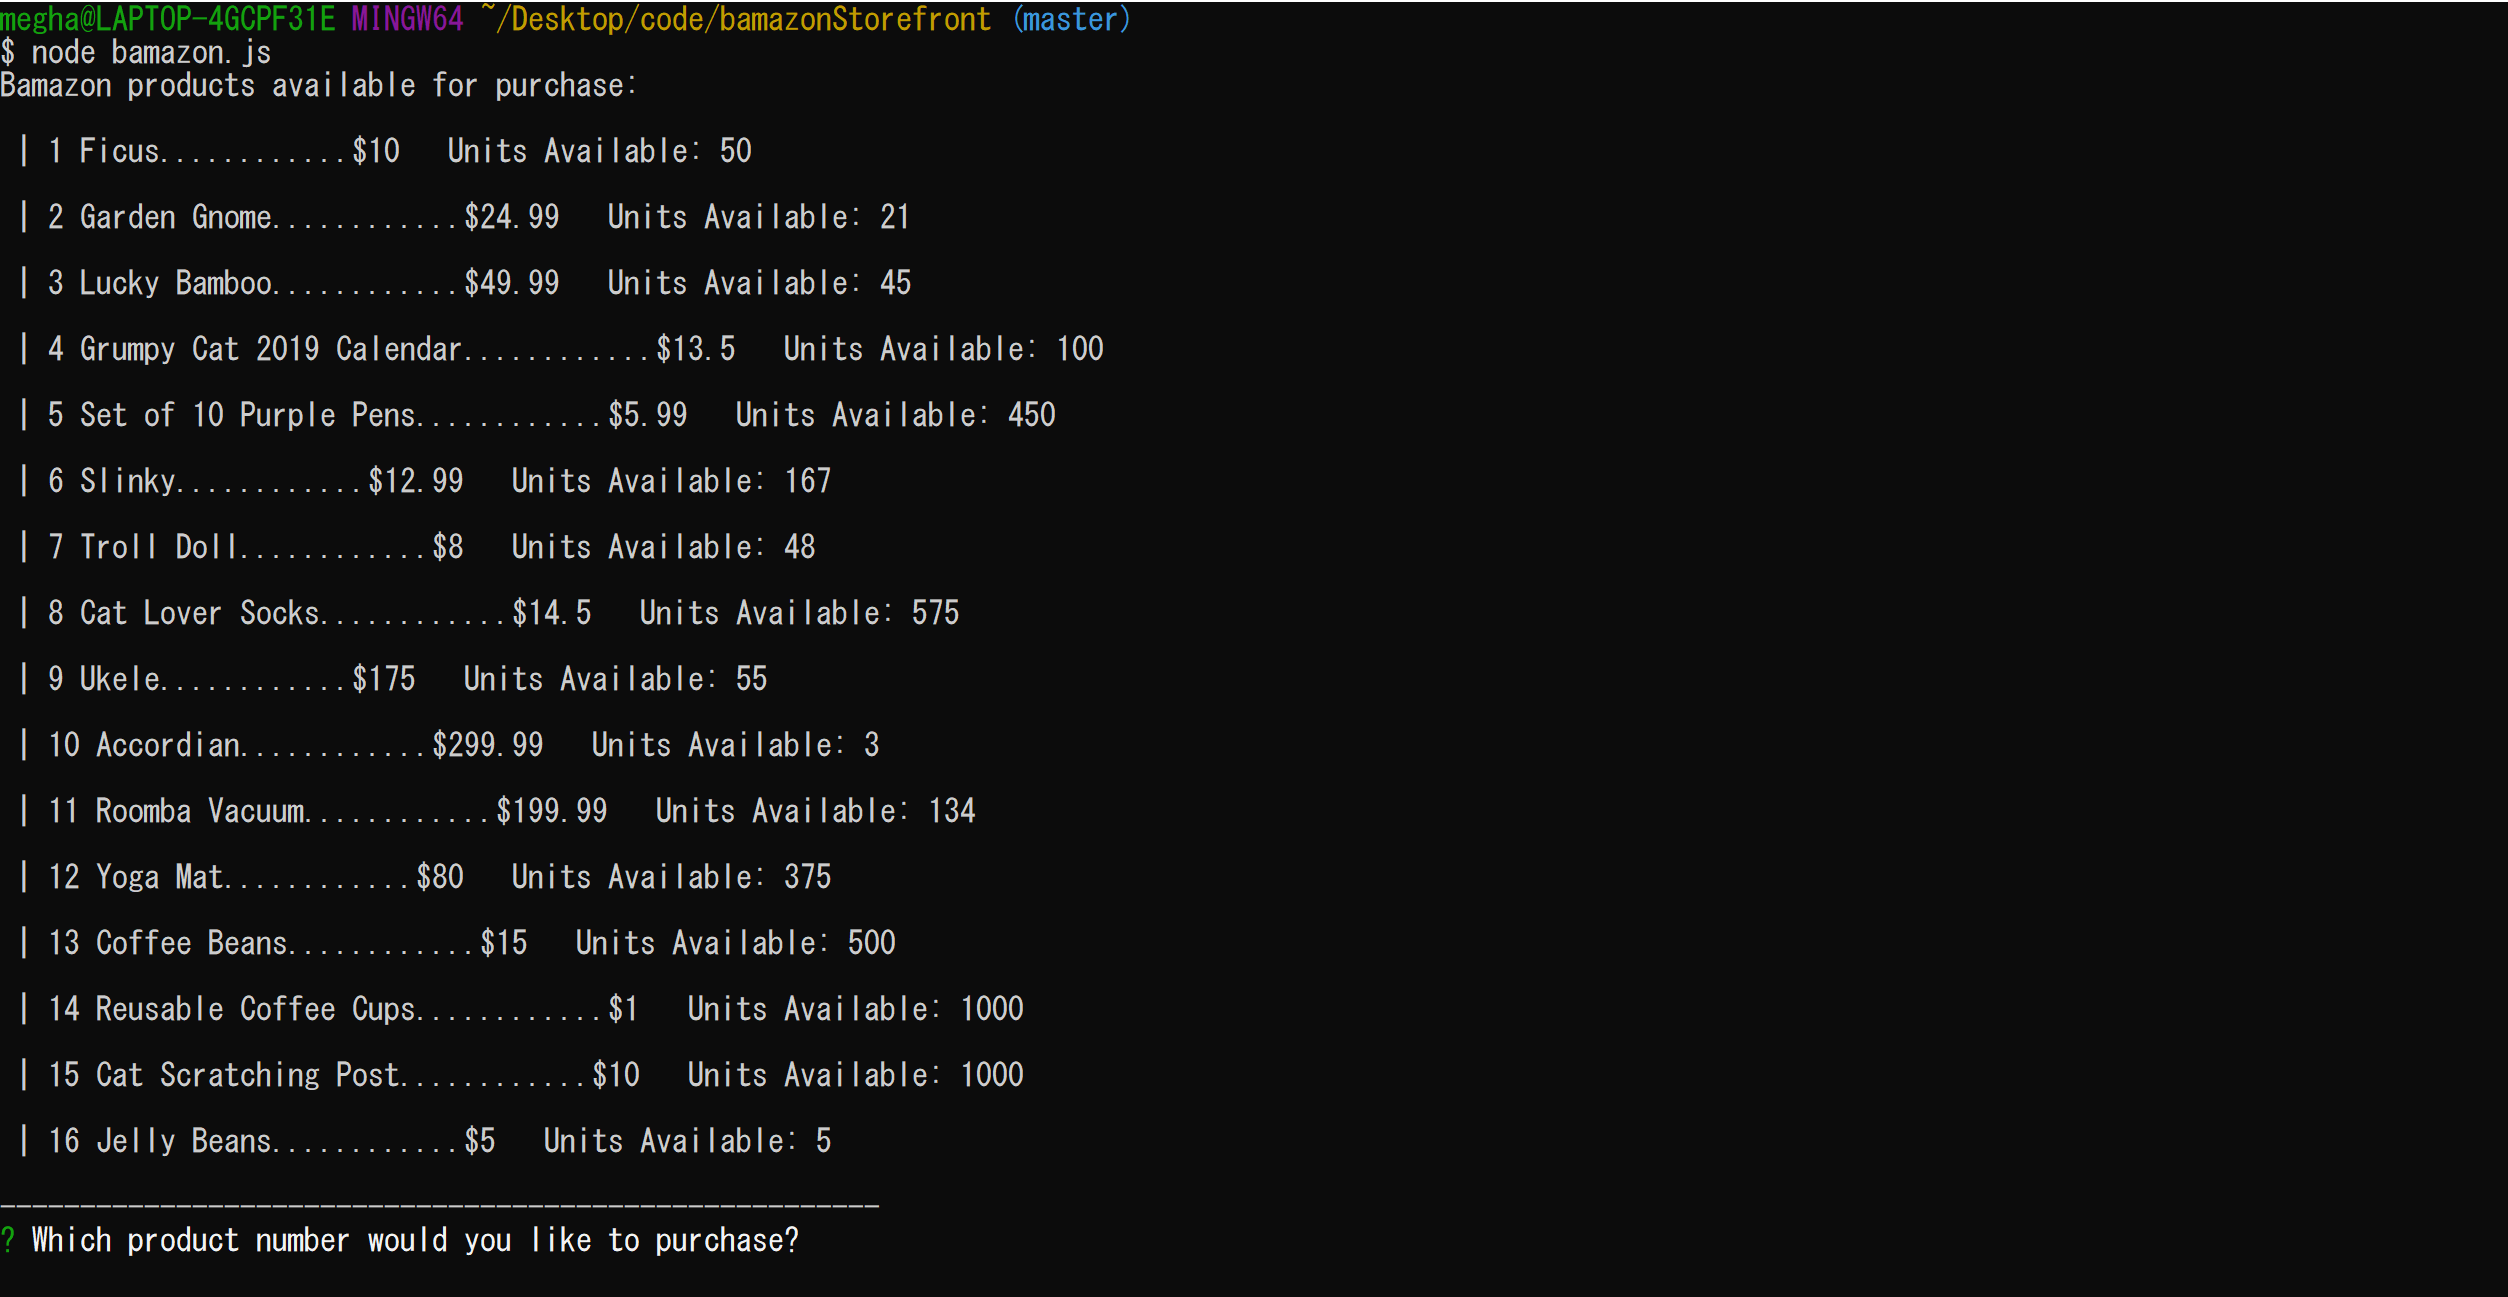 megha@LAPTOP-4GCPF31E MINGW64 ~/Desktop/code/bamazonStorefront (master)
$ node bamazon.js
Bamazon products available for purchase:
| 1 Ficus............$10   Units Available: 50
| 2 Garden Gnome............$24.99   Units Available: 21
| 3 Lucky Bamboo............$49.99   Units Available: 45
| 4 Grumpy Cat 2019 Calendar............$13.5   Units Available: 100
| 5 Set of 10 Purple Pens............$5.99   Units Available: 450
| 6 Slinky............$12.99   Units Available: 167
| 7 Troll Doll............$8   Units Available: 48
| 8 Cat Lover Socks............$14.5   Units Available: 575
| 9 Ukele............$175   Units Available: 55
| 10 Accordian............$299.99   Units Available: 3
| 11 Roomba Vacuum............$199.99   Units Available: 134
| 12 Yoga Mat............$80   Units Available: 375
| 13 Coffee Beans............$15   Units Available: 500
| 14 Reusable Coffee Cups............$1   Units Available: 1000
| 15 Cat Scratching Post............$10   Units Available: 1000
| 16 Jelly Beans............$5   Units Available: 5
-------------------------------------------------------
? Which product number would you like to purchase?